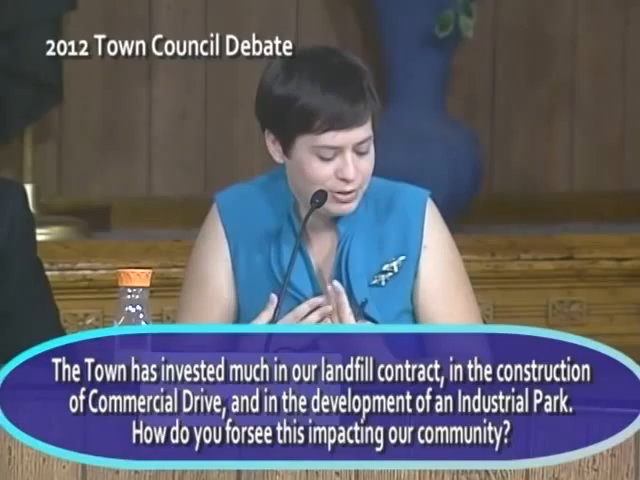 2012 Town Council Debate
The Town has invested much in our landfill contract, in the construction
of Commercial Drive, and in the development of an Industrial Park.
How do you forsee this impacting our community?